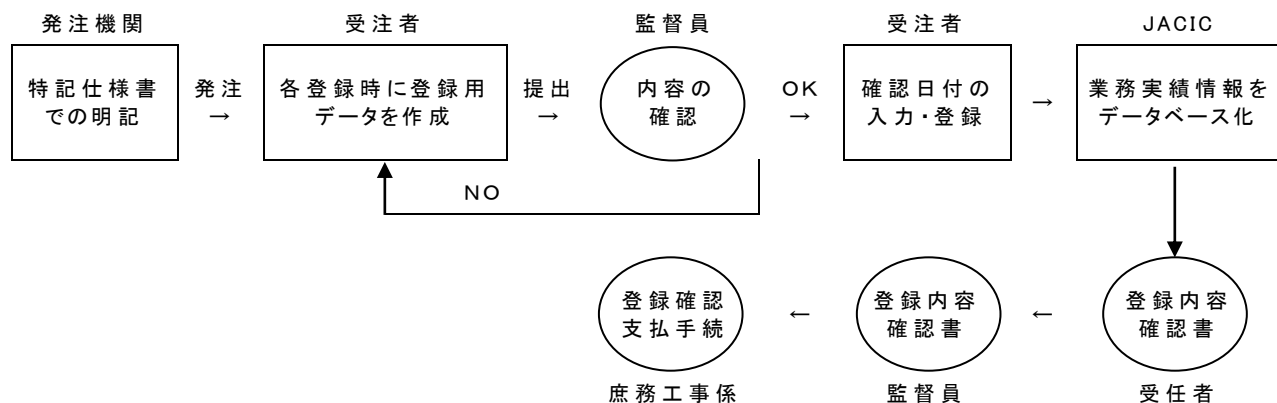 発注機関
受注者
監督員
受注者
JACIC
特記仕様書
での明記
発注
→
各登録時に登録用
データを作成
提出
→
内容の
確認
OK
→
確認日付の
入力・登録
→
業務実績情報を
データベース化
NO
登録確認
支払手続
←
登録内容
確認書
←
登録内容
確認書
庶務工事係
監督員
受任者